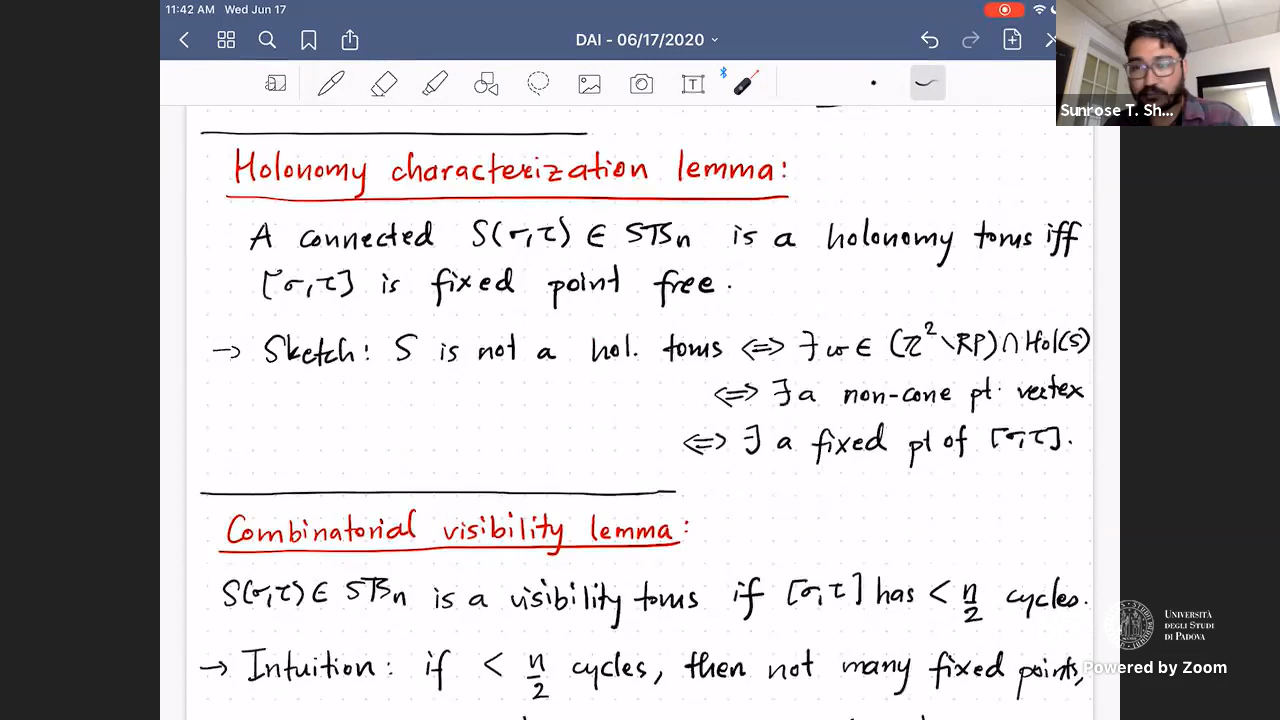 11:42 AM Wed Jun 17
DAI - 06/17/2020
Sunrose T. Sh...
Holonomy characterization lemma:
A connected S(σ,τ) ∈ STS_n is a holonomy torus iff
[σ,τ] is fixed point free.
→ Sketch: S is not a hol. torus ⟺ ∃ w ∈ (ℤ² \ RP) ∩ Hol(S)
⟺ ∃ a non-cone pt. vertex
⟺ ∃ a fixed pt of [σ,τ].
Combinatorial visibility lemma:
S(σ,τ) ∈ STS_n is a visibility torus if [σ,τ] has < n/2 cycles.
→ Intuition: if < n/2 cycles, then not many fixed points,
UNIVERSITÀ
DEGLI STUDI
DI PADOVA
Powered by Zoom